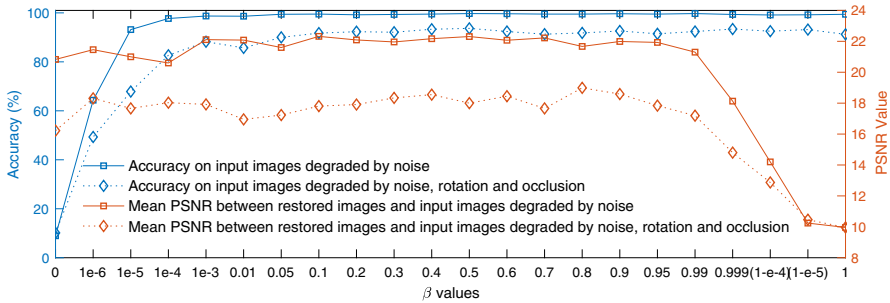 100
80
60
40
20
0
Accuracy (%)
24
22
20
18
16
14
12
10
8
PSNR Value
Accuracy on input images degraded by noise
Accuracy on input images degraded by noise, rotation and occlusion
Mean PSNR between restored images and input images degraded by noise
Mean PSNR between restored images and input images degraded by noise, rotation and occlusion
0 1e-6 1e-5 1e-4 1e-3 0.01 0.05 0.1 0.2 0.3 0.4 0.5 0.6 0.7 0.8 0.9 0.95 0.99 0.999 (1-1e-4) (1-1e-5) 1
β values